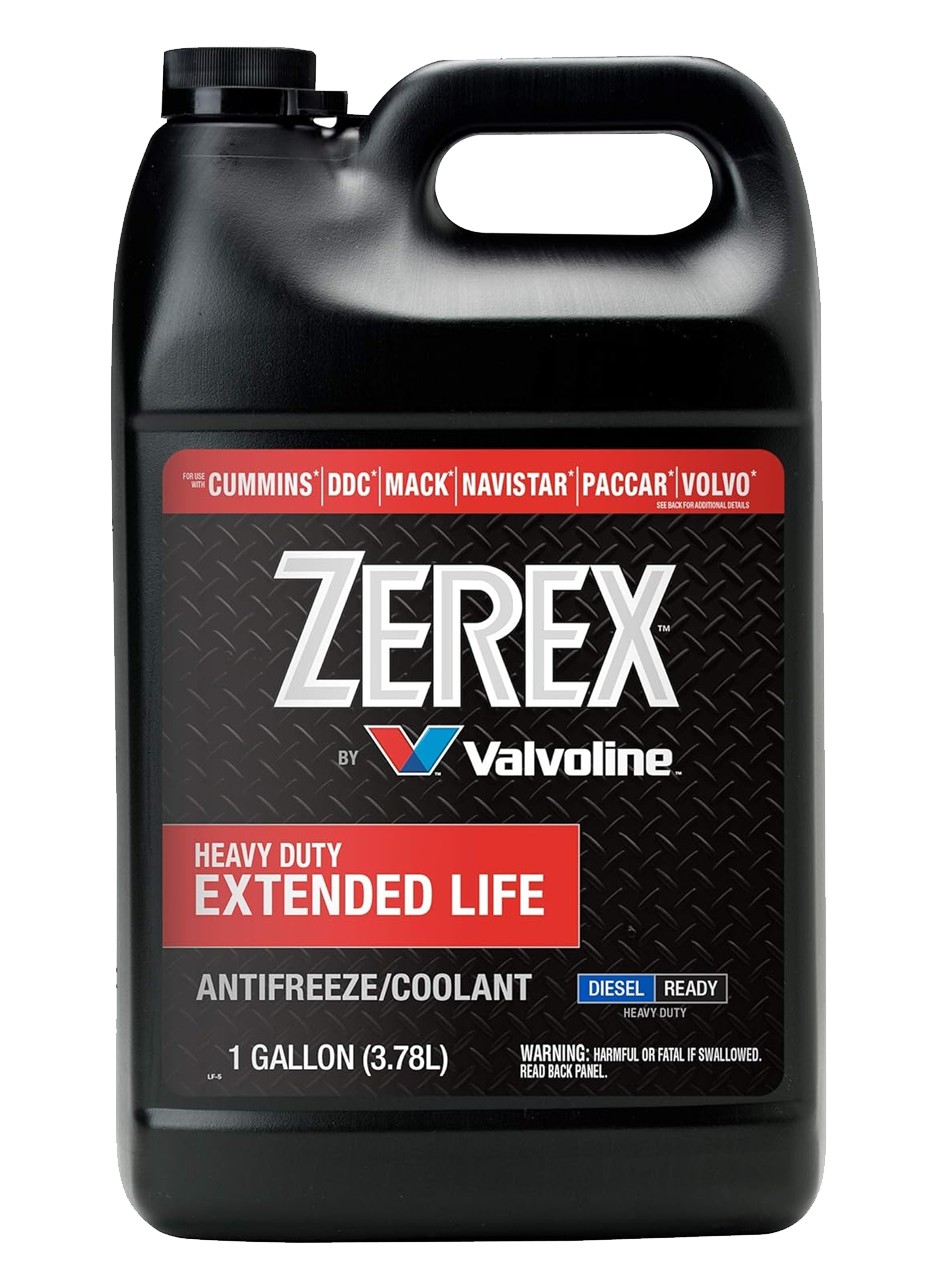 FOR USE WITH CUMMINS*|DDC*|MACK*|NAVISTAR*|PACCAR*|VOLVO*
SEE BACK FOR ADDITIONAL DETAILS
ZEREX™
BY Valvoline™
HEAVY DUTY
EXTENDED LIFE
ANTIFREEZE/COOLANT
DIESEL READY
HEAVY DUTY
1 GALLON (3.78L)
WARNING: HARMFUL OR FATAL IF SWALLOWED.
READ BACK PANEL.
LF-5